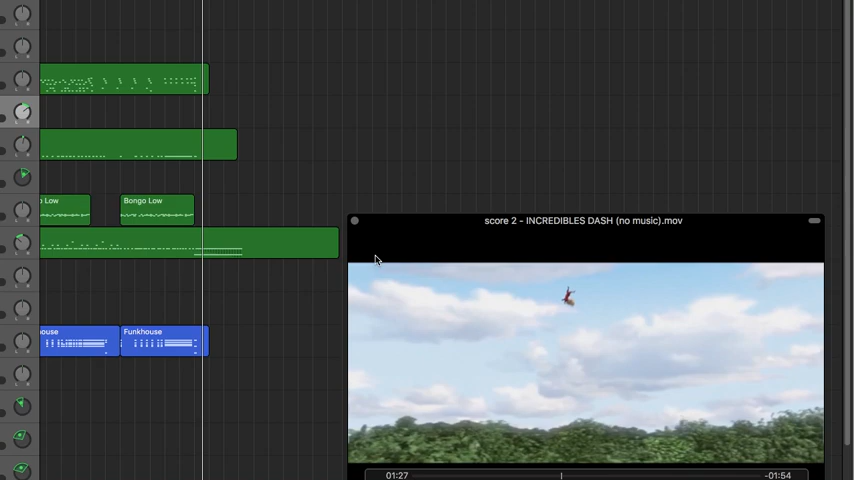 Low
Bongo Low
score 2 - INCREDIBLES DASH (no music).mov
ouse
Funkhouse
01:27
-01:54